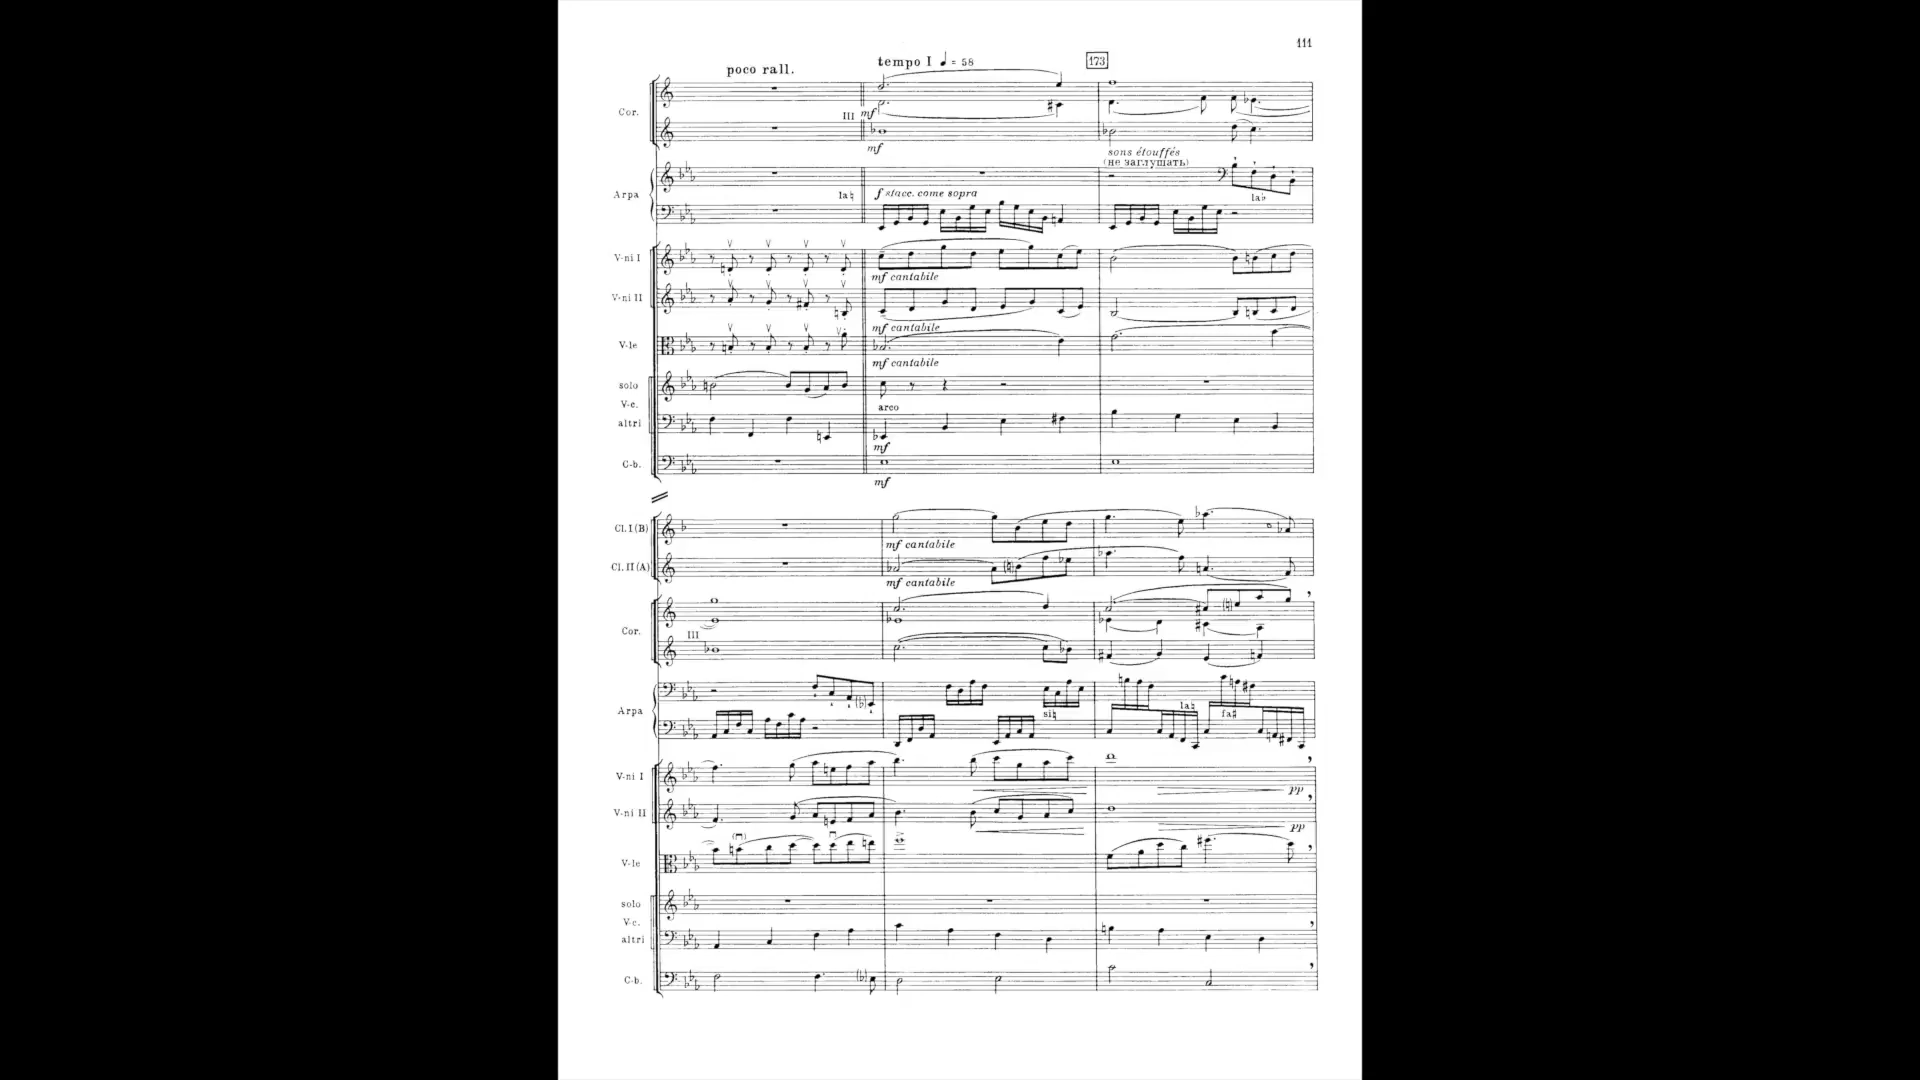 111
poco rall.
tempo I ♩ = 58
173
Cor.
III
mf
mf
sons étouffés
(не заглушать)
Arpa
la♮
f stacc. come sopra
la♭
V-ni I
mf cantabile
V-ni II
mf cantabile
V-le
mf cantabile
solo
V-c.
arco
altri
mf
C-b.
mf
Cl. I (B)
mf cantabile
Cl. II (A)
mf cantabile
Cor.
III
Arpa
si♮
la♮
fa♯
V-ni I
pp
V-ni II
pp
V-le
solo
V-c.
altri
C-b.